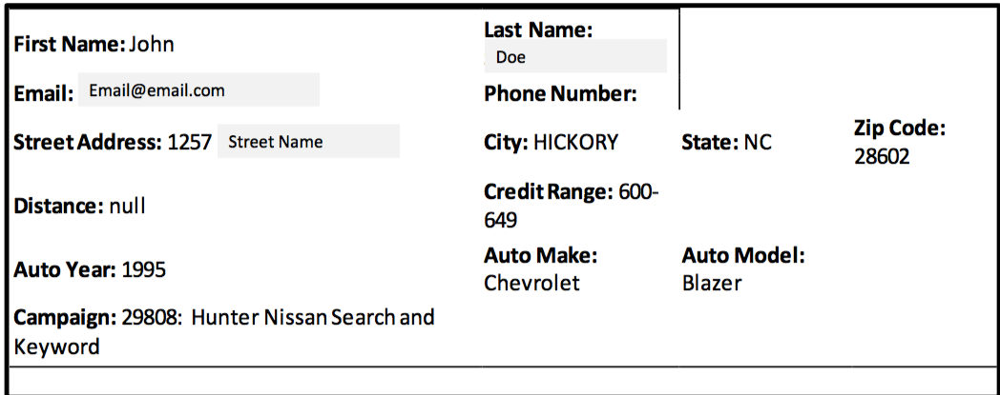 First Name: John
Last Name:
Doe
Email: Email@email.com
Phone Number:
Street Address: 1257 Street Name
City: HICKORY
State: NC
Zip Code:
28602
Distance: null
Credit Range: 600-
649
Auto Year: 1995
Auto Make:
Chevrolet
Auto Model:
Blazer
Campaign: 29808: Hunter Nissan Search and
Keyword